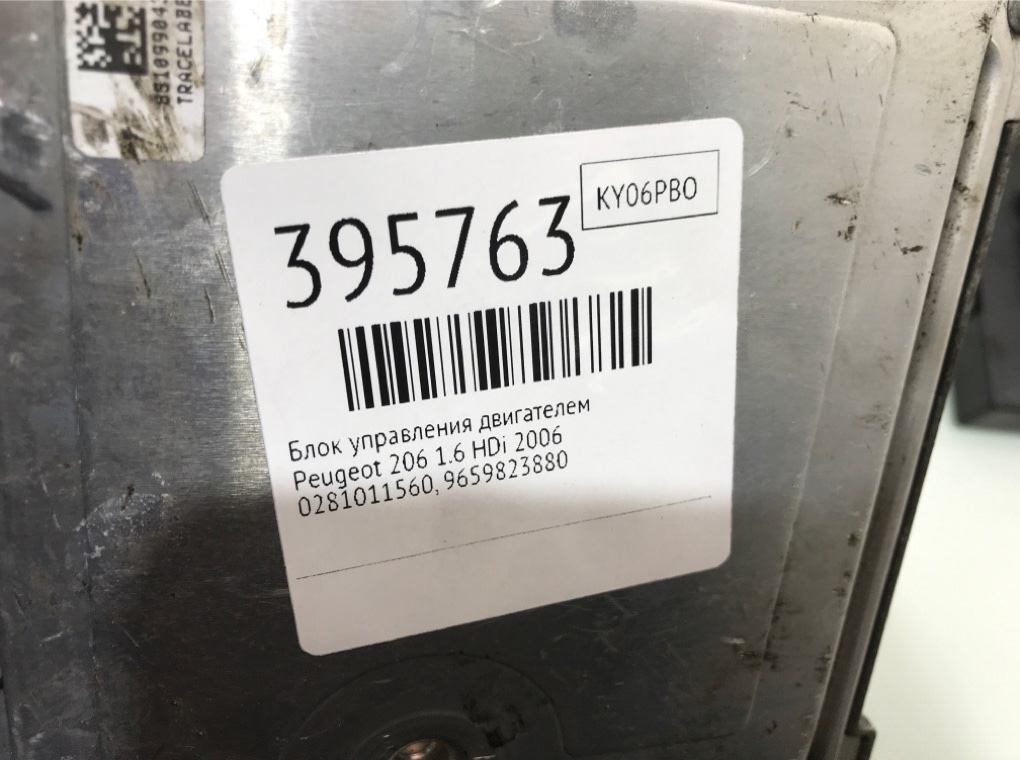 TRACELABE
395763
KY06PBO
Блок управления двигателем
Peugeot 206 1.6 HDi 2006
0281011560, 9659823880